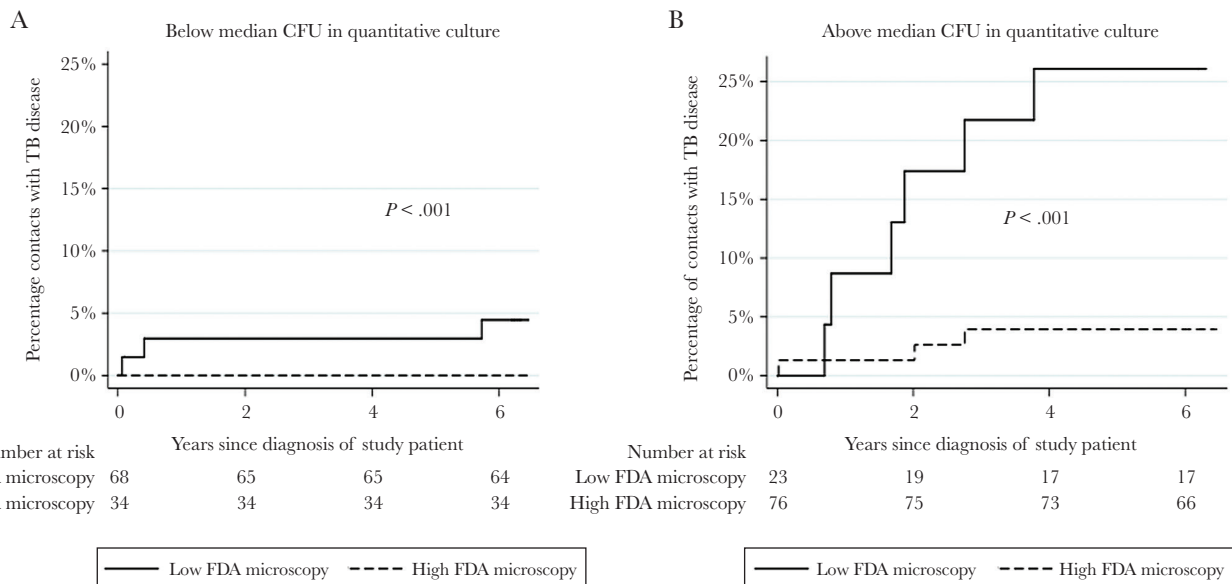 A
Below median CFU in quantitative culture
Percentage contacts with TB disease
25%
20%
15%
10%
5%
0%
P < .001
0 2 4 6
Years since diagnosis of study patient
mber at risk
microscopy 68 65 65 64
microscopy 34 34 34 34
Low FDA microscopy High FDA microscopy
B
Above median CFU in quantitative culture
Percentage of contacts with TB disease
25%
20%
15%
10%
5%
0%
P < .001
0 2 4 6
Years since diagnosis of study patient
Number at risk
Low FDA microscopy 23 19 17 17
High FDA microscopy 76 75 73 66
Low FDA microscopy High FDA microscopy